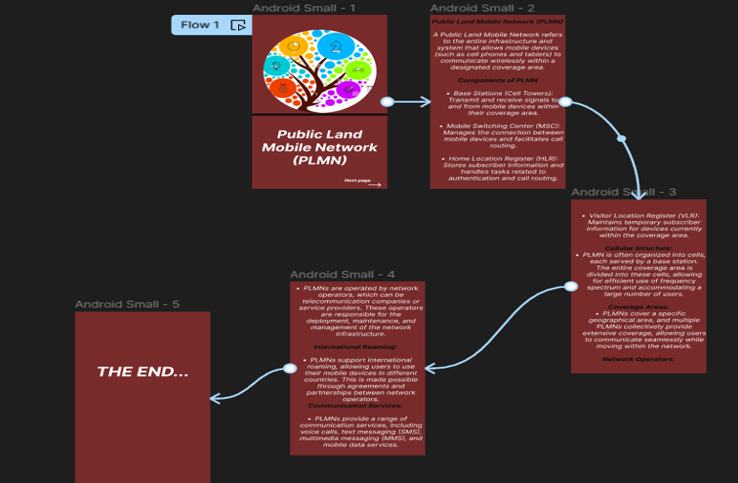 Flow 1
Android Small - 1
Public Land
Mobile Network
(PLMN)
Next page
Android Small - 2
Public Land Mobile Network (PLMN)
A Public Land Mobile Network refers
to the entire infrastructure and
system that allows mobile devices
(such as cell phones and tablets) to
communicate wirelessly within a
designated coverage area.
Components of PLMN
• Base Stations (Cell Towers):
Transmit and receive signals to
and from mobile devices within
their coverage area.
• Mobile Switching Center (MSC):
Manages the connection between
mobile devices and facilitates call
routing.
• Home Location Register (HLR):
Stores subscriber information and
handles tasks related to
authentication and call routing.
Android Small - 3
• Visitor Location Register (VLR):
Maintains temporary subscriber
information for devices currently
within the coverage area.
Cellular Structure:
• PLMN is often organized into cells,
each served by a base station.
The entire coverage area is
divided into these cells, allowing
for efficient use of frequency
spectrum and accommodating a
large number of users.
Coverage Areas:
• PLMNs cover a specific
geographical area, and multiple
PLMNs collectively provide
extensive coverage, allowing users
to communicate seamlessly while
moving within the network.
Network Operators:
Android Small - 4
• PLMNs are operated by network
operators, which can be
telecommunication companies or
service providers. These operators
are responsible for the
deployment, maintenance, and
management of the network
infrastructure.
International Roaming:
• PLMNs support international
roaming, allowing users to use
their mobile devices in different
countries. This is made possible
through agreements and
partnerships between network
operators.
Communication Services:
• PLMNs provide a range of
communication services, including
voice calls, text messaging (SMS),
multimedia messaging (MMS), and
mobile data services.
Android Small - 5
THE END...